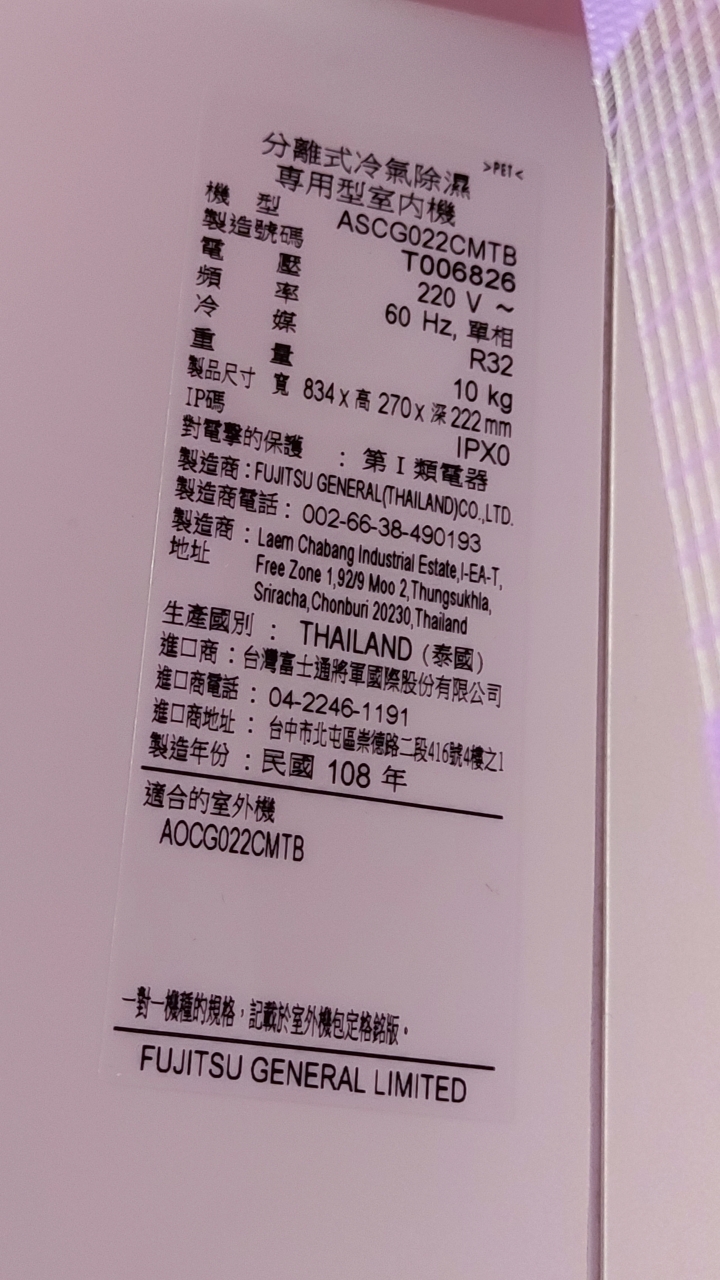 >PET<
分離式冷氣除濕
專用型室內機
機型 ASCG022CMTB
製造號碼 T006826
電壓 220 V ~
頻率 60 Hz, 單相
冷媒 R32
重量 10 kg
製品尺寸 寬 834 x 高 270 x 深 222 mm
IP碼 IPX0
對電擊的保護 : 第 I 類電器
製造商 : FUJITSU GENERAL(THAILAND)CO.,LTD.
製造商電話 : 002-66-38-490193
製造商 : Laem Chabang Industrial Estate,I-EA-T,
地址 Free Zone 1,92/9 Moo 2,Thungsukhla,
Sriracha,Chonburi 20230,Thailand
生產國別 : THAILAND (泰國)
進口商 : 台灣富士通將軍國際股份有限公司
進口商電話 : 04-2246-1191
進口商地址 : 台中市北屯區崇德路二段416號4樓之1
製造年份 : 民國 108 年
適合的室外機
AOCG022CMTB
一對一機種的規格，記載於室外機包定格銘版。
FUJITSU GENERAL LIMITED